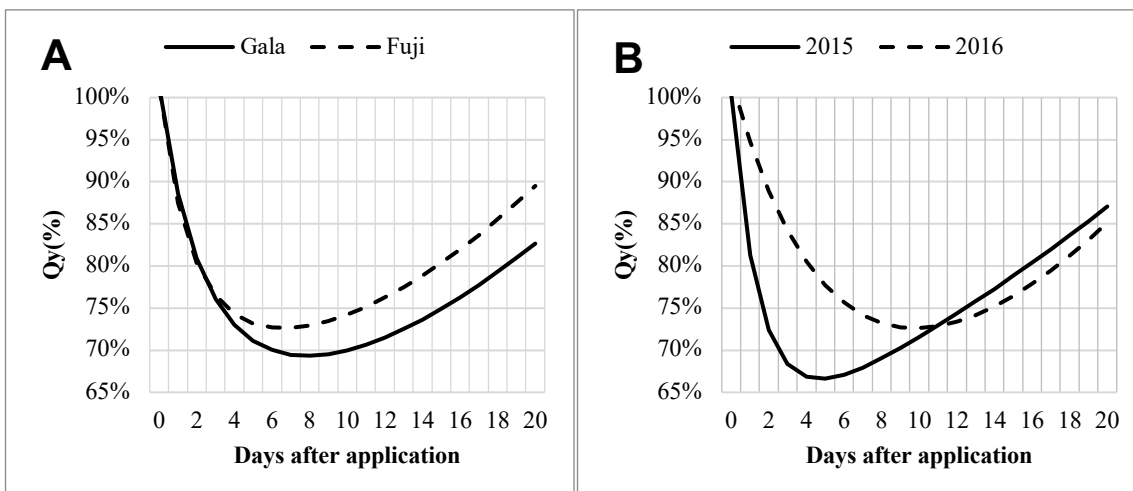 A
Gala Fuji
100%
95%
90%
85%
80%
75%
70%
65%
Qy(%)
0 2 4 6 8 10 12 14 16 18 20
Days after application
B
2015 2016
100%
95%
90%
85%
80%
75%
70%
65%
Qy(%)
0 2 4 6 8 10 12 14 16 18 20
Days after application